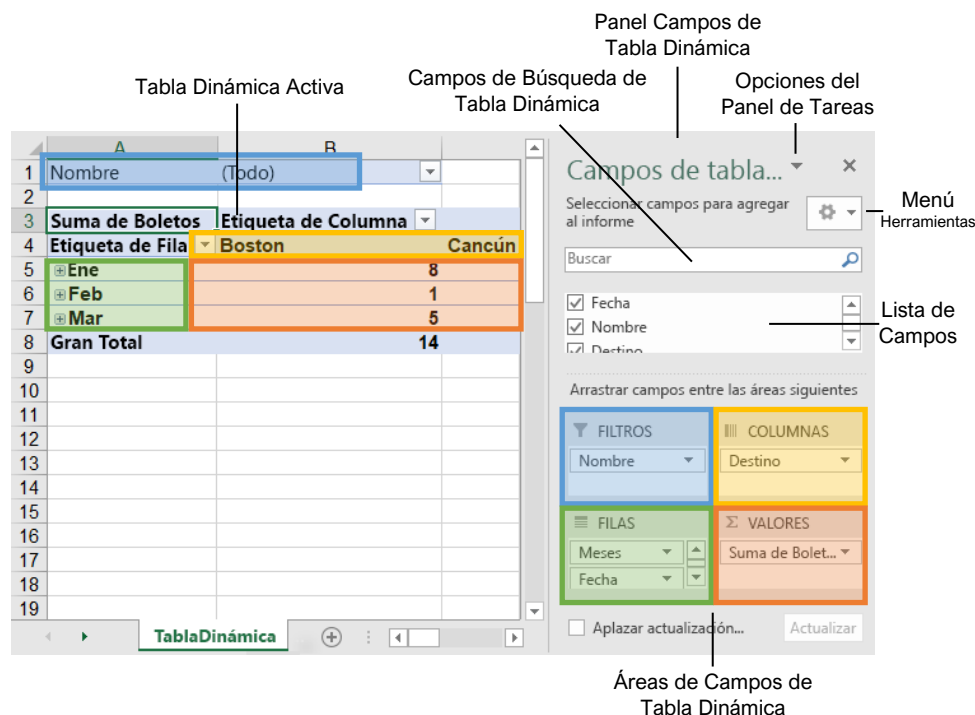 Panel Campos de
Tabla Dinámica
Tabla Dinámica Activa
Campos de Búsqueda de
Tabla Dinámica
Opciones del
Panel de Tareas
A B
1 Nombre (Todo)
2
3 Suma de Boletos Etiqueta de Columna
4 Etiqueta de Fila Boston Cancún
5 Ene 8
6 Feb 1
7 Mar 5
8 Gran Total 14
9
10
11
12
13
14
15
16
17
18
19
TablaDinámica
Campos de tabla...
Seleccionar campos para agregar
al informe
Menú
Herramientas
Buscar
Fecha
Nombre
Destino
Lista de
Campos
Arrastrar campos entre las áreas siguientes
FILTROS
Nombre
COLUMNAS
Destino
FILAS
Meses
Fecha
Σ VALORES
Suma de Bolet...
Aplazar actualización...
Actualizar
Áreas de Campos de
Tabla Dinámica